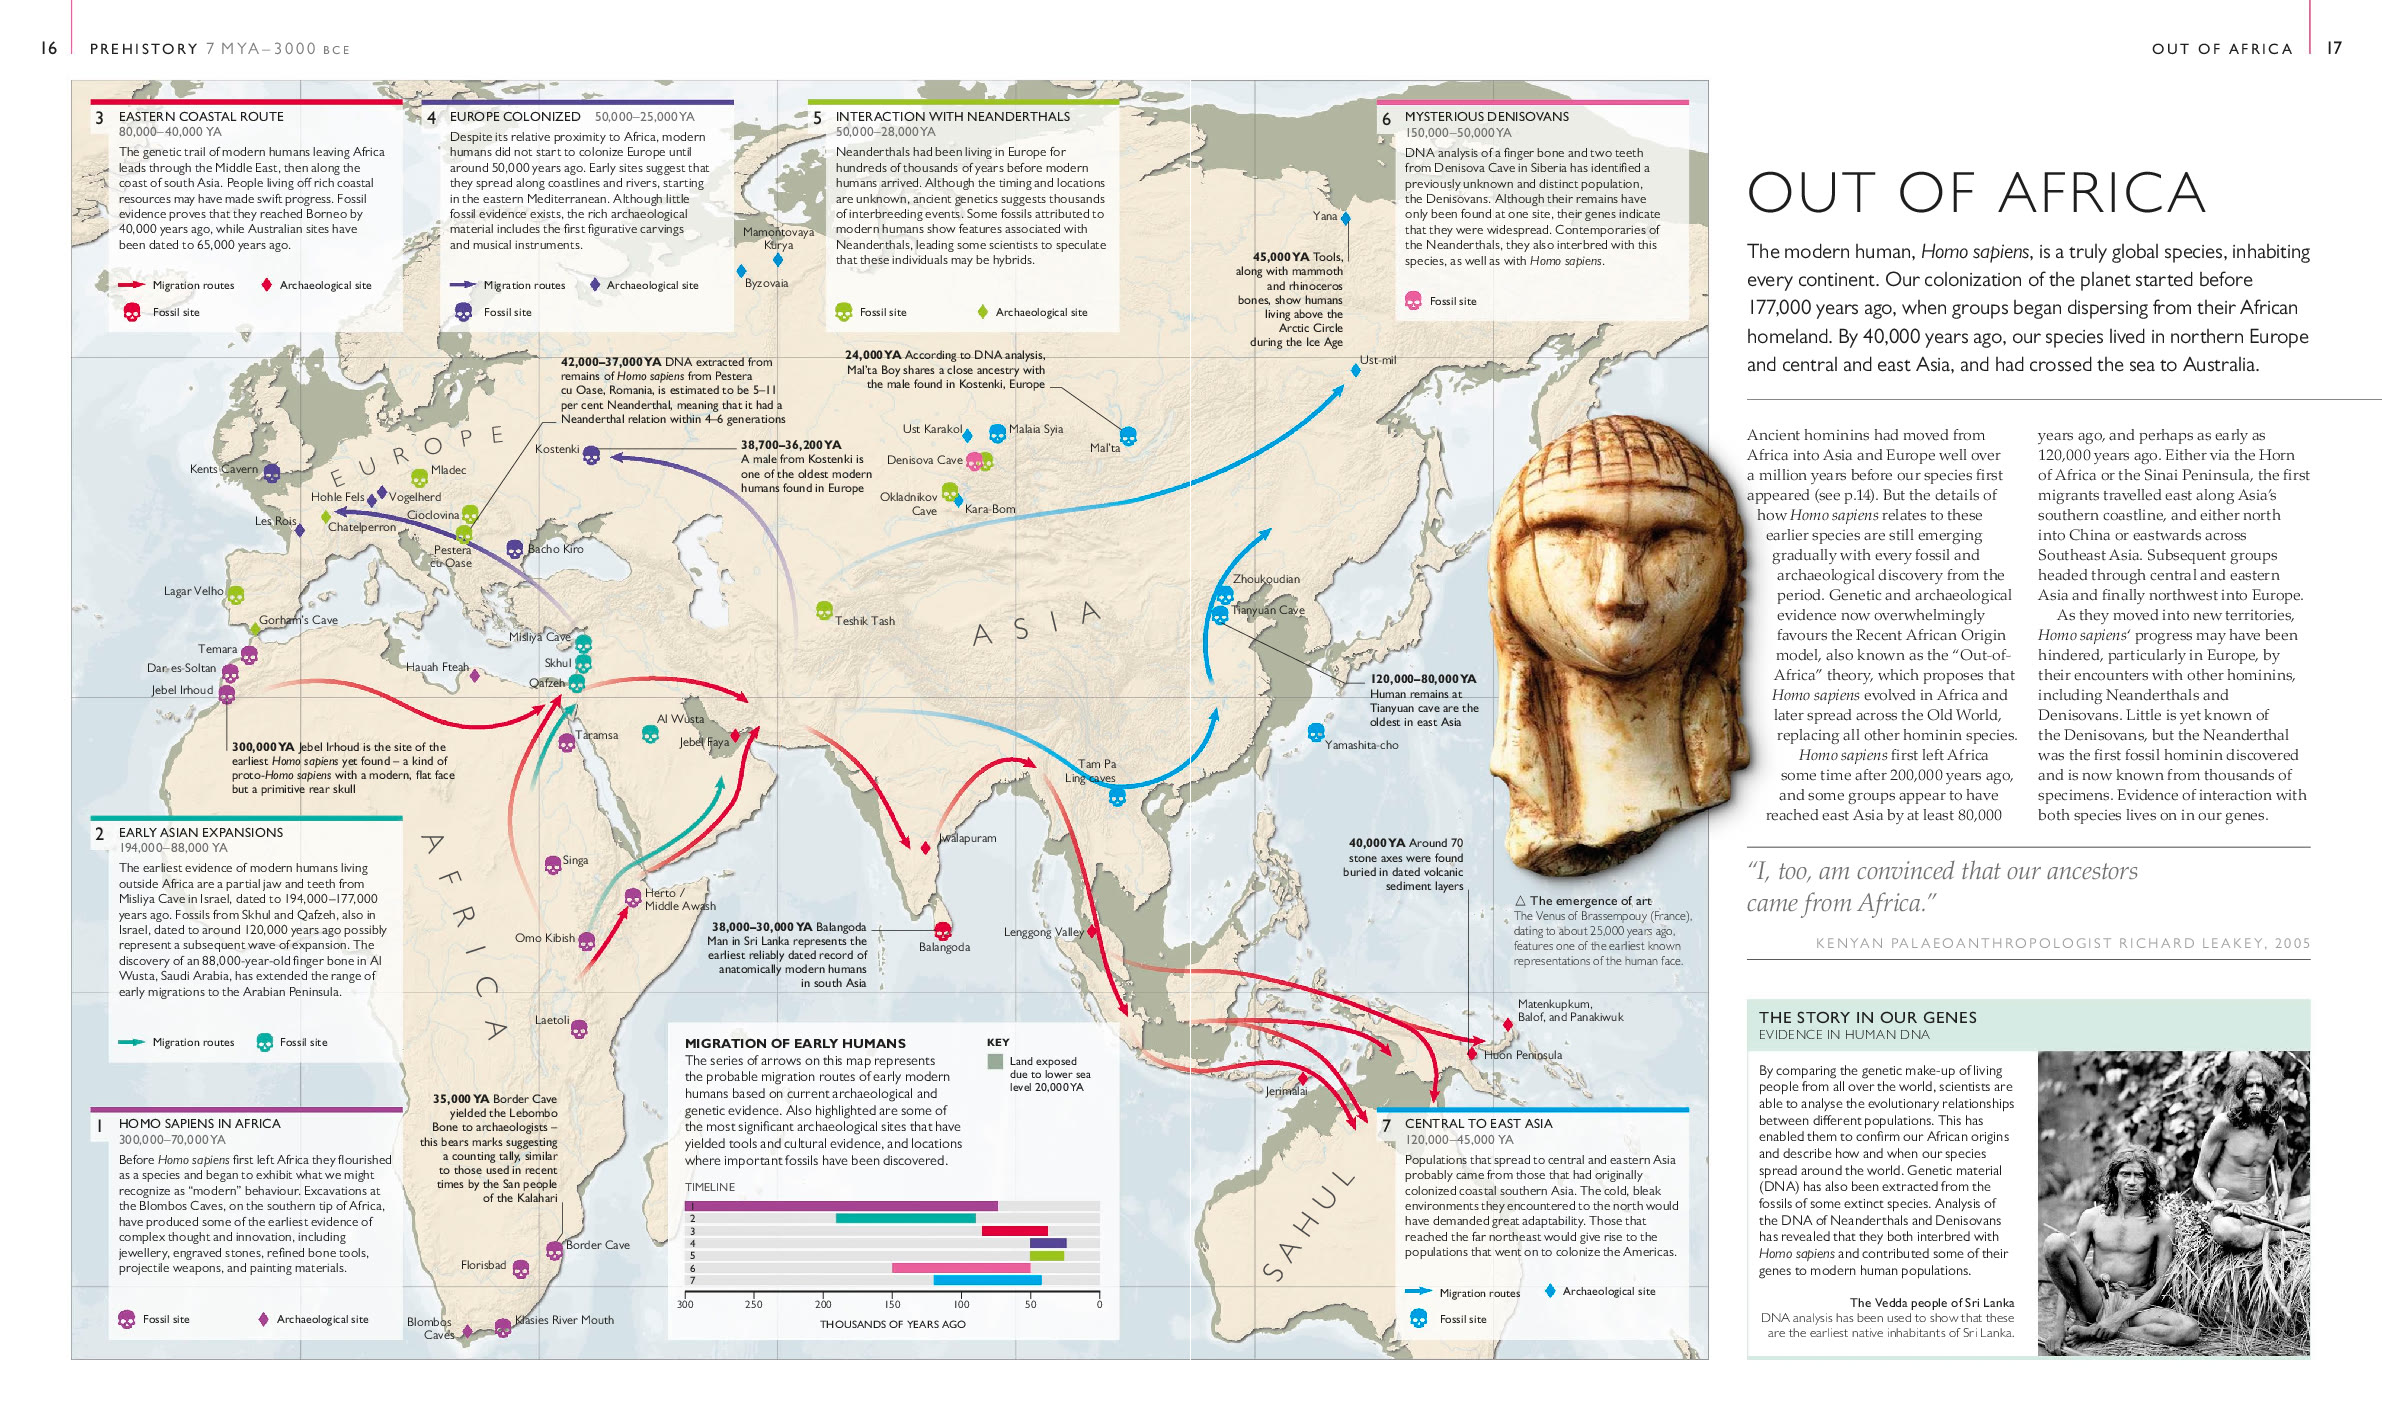 16
PREHISTORY 7 MYA–3000 BCE
OUT OF AFRICA
17
3
EASTERN COASTAL ROUTE
80,000–40,000 YA
The genetic trail of modern humans leaving Africa
leads through the Middle East, then along the
coast of south Asia. People living off rich coastal
resources may have made swift progress. Fossil
evidence proves that they reached Borneo by
40,000 years ago, while Australian sites have
been dated to 65,000 years ago.
Migration routes
Archaeological site
Fossil site
4
EUROPE COLONIZED 50,000–25,000 YA
Despite its relative proximity to Africa, modern
humans did not start to colonize Europe until
around 50,000 years ago. Early sites suggest that
they spread along coastlines and rivers, starting
in the eastern Mediterranean. Although little
fossil evidence exists, the rich archaeological
material includes the first figurative carvings
and musical instruments.
Migration routes
Archaeological site
Fossil site
5
INTERACTION WITH NEANDERTHALS
50,000–28,000 YA
Neanderthals had been living in Europe for
hundreds of thousands of years before modern
humans arrived. Although the timing and locations
are unknown, ancient genetics suggests thousands
of interbreeding events. Some fossils attributed to
modern humans show features associated with
Neanderthals, leading some scientists to speculate
that these individuals may be hybrids.
Fossil site
Archaeological site
6
MYSTERIOUS DENISOVANS
150,000–50,000 YA
DNA analysis of a finger bone and two teeth
from Denisova Cave in Siberia has identified a
previously unknown and distinct population,
the Denisovans. Although their remains have
only been found at one site, their genes indicate
that they were widespread. Contemporaries of
the Neanderthals, they also interbred with this
species, as well as with Homo sapiens.
Fossil site
Mamontovaya
Kurya
Byzovaia
Yana
45,000 YA Tools,
along with mammoth
and rhinoceros
bones, show humans
living above the
Arctic Circle
during the Ice Age
Ust-mil
42,000–37,000 YA DNA extracted from
remains of Homo sapiens from Pestera
cu Oase, Romania, is estimated to be 5–11
per cent Neanderthal, meaning that it had a
Neanderthal relation within 4–6 generations
24,000 YA According to DNA analysis,
Mal'ta Boy shares a close ancestry with
the male found in Kostenki, Europe
38,700–36,200 YA
A male from Kostenki is
one of the oldest modern
humans found in Europe
EUROPE
Kostenki
Kents Cavern
Mladec
Hohle Fels
Vogelherd
Les Rois
Chatelperron
Cioclovina
Pestera
cu Oase
Bacho Kiro
Lagar Velho
Gorham's Cave
Ust Karakol
Malaia Syia
Mal'ta
Denisova Cave
Okladnikov
Cave
Kara-Bom
Teshik Tash
ASIA
Zhoukoudian
Tianyuan Cave
120,000–80,000 YA
Human remains at
Tianyuan cave are the
oldest in east Asia
Yamashita-cho
Tam Pa
Ling caves
Temara
Dar es-Soltan
Jebel Irhoud
Hauah Fteah
Misliya Cave
Skhul
Qafzeh
Al Wusta
Jebel Faya
Taramsa
300,000 YA Jebel Irhoud is the site of the
earliest Homo sapiens yet found – a kind of
proto-Homo sapiens with a modern, flat face
but a primitive rear skull
2
EARLY ASIAN EXPANSIONS
194,000–88,000 YA
The earliest evidence of modern humans living
outside Africa are a partial jaw and teeth from
Misliya Cave in Israel, dated to 194,000–177,000
years ago. Fossils from Skhul and Qafzeh, also in
Israel, dated to around 120,000 years ago possibly
represent a subsequent wave of expansion. The
discovery of an 88,000-year-old finger bone in Al
Wusta, Saudi Arabia, has extended the range of
early migrations to the Arabian Peninsula.
Migration routes
Fossil site
AFRICA
Singa
Herto /
Middle Awash
Omo Kibish
Laetoli
Jwalapuram
Balangoda
38,000–30,000 YA Balangoda
Man in Sri Lanka represents the
earliest reliably dated record of
anatomically modern humans
in south Asia
Lenggong Valley
40,000 YA Around 70
stone axes were found
buried in dated volcanic
sediment layers
Matenkupkum,
Balof, and Panakiwuk
Huon Peninsula
Jerimalai
SAHUL
△ The emergence of art
The Venus of Brassempouy (France),
dating to about 25,000 years ago,
features one of the earliest known
representations of the human face.
1
HOMO SAPIENS IN AFRICA
300,000–70,000 YA
Before Homo sapiens first left Africa they flourished
as a species and began to exhibit what we might
recognize as "modern" behaviour. Excavations at
the Blombos Caves, on the southern tip of Africa,
have produced some of the earliest evidence of
complex thought and innovation, including
jewellery, engraved stones, refined bone tools,
projectile weapons, and painting materials.
Fossil site
Archaeological site
35,000 YA Border Cave
yielded the Lebombo
Bone to archaeologists –
this bears marks suggesting
a counting tally, similar
to those used in recent
times by the San people
of the Kalahari
Border Cave
Florisbad
Blombos
Caves
Klasies River Mouth
MIGRATION OF EARLY HUMANS
The series of arrows on this map represents
the probable migration routes of early modern
humans based on current archaeological and
genetic evidence. Also highlighted are some of
the most significant archaeological sites that have
yielded tools and cultural evidence, and locations
where important fossils have been discovered.
KEY
Land exposed
due to lower sea
level 20,000 YA
TIMELINE
1
2
3
4
5
6
7
300 250 200 150 100 50 0
THOUSANDS OF YEARS AGO
7
CENTRAL TO EAST ASIA
120,000–45,000 YA
Populations that spread to central and eastern Asia
probably came from those that had originally
colonized coastal southern Asia. The cold, bleak
environments they encountered to the north would
have demanded great adaptability. Those that
reached the far northeast would give rise to the
populations that went on to colonize the Americas.
Migration routes
Archaeological site
Fossil site
OUT OF AFRICA
The modern human, Homo sapiens, is a truly global species, inhabiting
every continent. Our colonization of the planet started before
177,000 years ago, when groups began dispersing from their African
homeland. By 40,000 years ago, our species lived in northern Europe
and central and east Asia, and had crossed the sea to Australia.
Ancient hominins had moved from
Africa into Asia and Europe well over
a million years before our species first
appeared (see p.14). But the details of
how Homo sapiens relates to these
earlier species are still emerging
gradually with every fossil and
archaeological discovery from the
period. Genetic and archaeological
evidence now overwhelmingly
favours the Recent African Origin
model, also known as the "Out-of-
Africa" theory, which proposes that
Homo sapiens evolved in Africa and
later spread across the Old World,
replacing all other hominin species.
Homo sapiens first left Africa
some time after 200,000 years ago,
and some groups appear to have
reached east Asia by at least 80,000
years ago, and perhaps as early as
120,000 years ago. Either via the Horn
of Africa or the Sinai Peninsula, the first
migrants travelled east along Asia's
southern coastline, and either north
into China or eastwards across
Southeast Asia. Subsequent groups
headed through central and eastern
Asia and finally northwest into Europe.
As they moved into new territories,
Homo sapiens' progress may have been
hindered, particularly in Europe, by
their encounters with other hominins,
including Neanderthals and
Denisovans. Little is yet known of
the Denisovans, but the Neanderthal
was the first fossil hominin discovered
and is now known from thousands of
specimens. Evidence of interaction with
both species lives on in our genes.
"I, too, am convinced that our ancestors
came from Africa."
KENYAN PALAEOANTHROPOLOGIST RICHARD LEAKEY, 2005
THE STORY IN OUR GENES
EVIDENCE IN HUMAN DNA
By comparing the genetic make-up of living
people from all over the world, scientists are
able to analyse the evolutionary relationships
between different populations. This has
enabled them to confirm our African origins
and describe how and when our species
spread around the world. Genetic material
(DNA) has also been extracted from the
fossils of some extinct species. Analysis of
the DNA of Neanderthals and Denisovans
has revealed that they both interbred with
Homo sapiens and contributed some of their
genes to modern human populations.
The Vedda people of Sri Lanka
DNA analysis has been used to show that these
are the earliest native inhabitants of Sri Lanka.